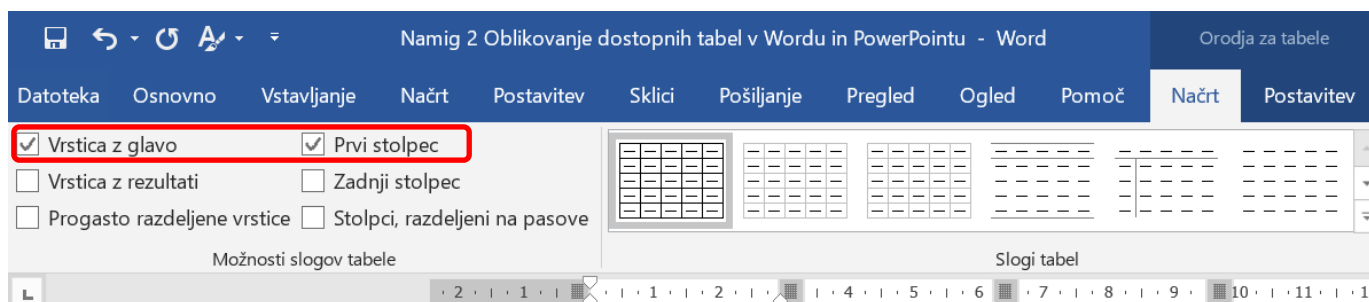 Namig 2 Oblikovanje dostopnih tabel v Wordu in PowerPointu - Word Orodja za tabele
Datoteka Osnovno Vstavljanje Načrt Postavitev Sklici Pošiljanje Pregled Ogled Pomoč Načrt Postavitev
Vrstica z glavo Prvi stolpec
Vrstica z rezultati Zadnji stolpec
Progasto razdeljene vrstice Stolpci, razdeljeni na pasove
Možnosti slogov tabele Slogi tabel
2 1 1 2 4 5 6 7 8 9 10 11 1